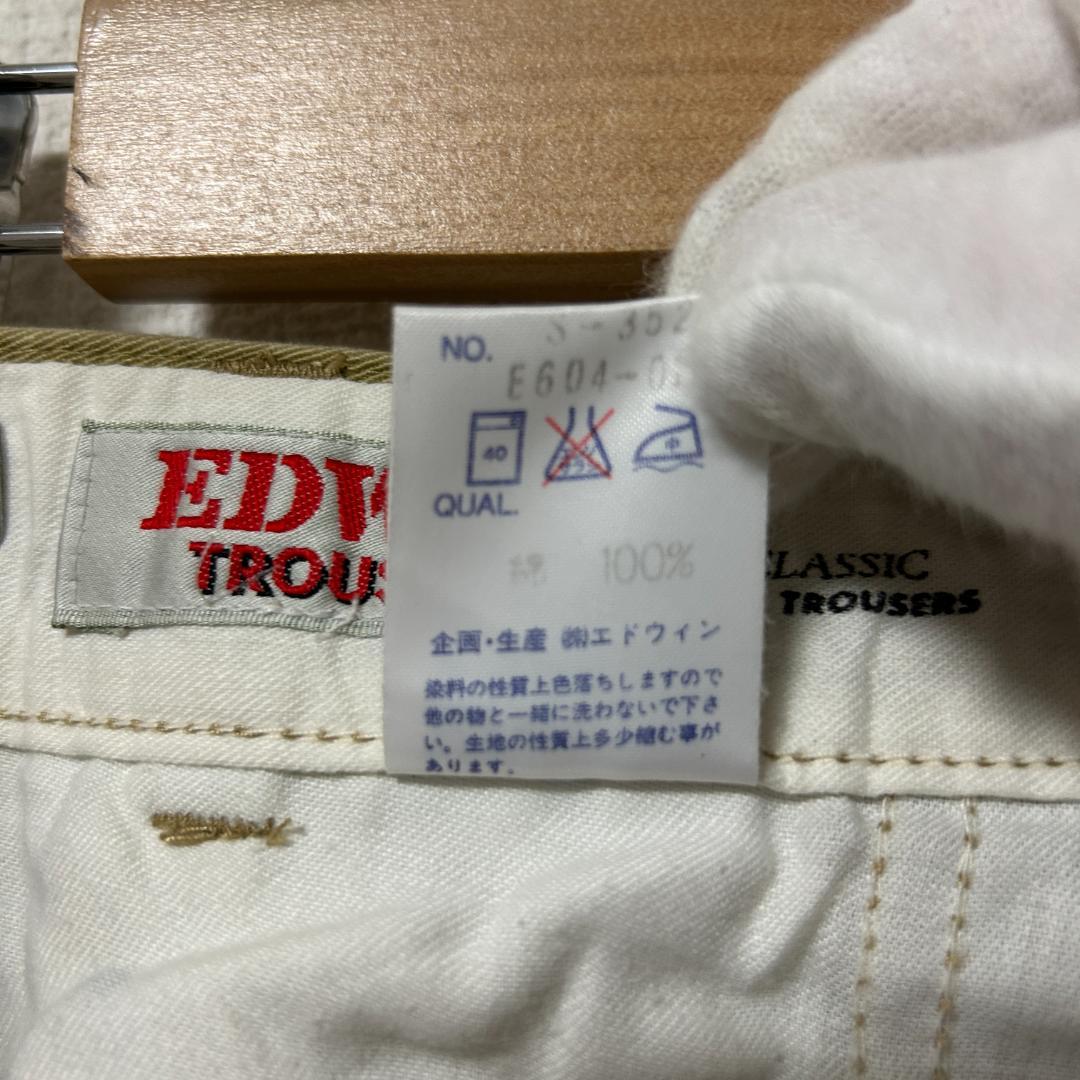 NO. S-352
E604-0
40
中
QUAL.
綿 100%
企画・生産 ㈱エドウィン
染料の性質上色落ちしますので
他の物と一緒に洗わないで下さ
い。生地の性質上多少縮む事が
あります。
EDW
TROUS
CLASSIC
TROUSERS